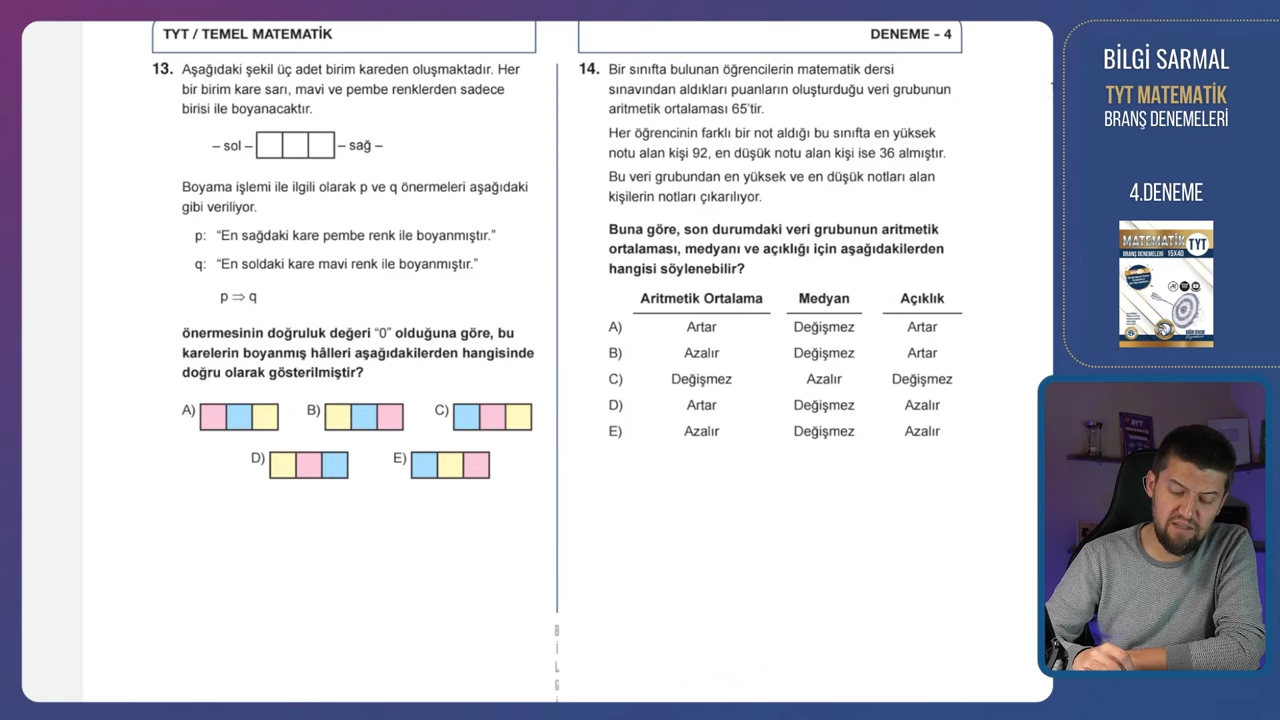 TYT / TEMEL MATEMATİK
13. Aşağıdaki şekil üç adet birim kareden oluşmaktadır. Her
bir birim kare sarı, mavi ve pembe renklerden sadece
birisi ile boyanacaktır.
– sol –
– sağ –
Boyama işlemi ile ilgili olarak p ve q önermeleri aşağıdaki
gibi veriliyor.
p: “En sağdaki kare pembe renk ile boyanmıştır.”
q: “En soldaki kare mavi renk ile boyanmıştır.”
p ⇒ q
önermesinin doğruluk değeri “0” olduğuna göre, bu
karelerin boyanmış hâlleri aşağıdakilerden hangisinde
doğru olarak gösterilmiştir?
A) B) C)
D) E)
DENEME - 4
14. Bir sınıfta bulunan öğrencilerin matematik dersi
sınavından aldıkları puanların oluşturduğu veri grubunun
aritmetik ortalaması 65’tir.
Her öğrencinin farklı bir not aldığı bu sınıfta en yüksek
notu alan kişi 92, en düşük notu alan kişi ise 36 almıştır.
Bu veri grubundan en yüksek ve en düşük notları alan
kişilerin notları çıkarılıyor.
Buna göre, son durumdaki veri grubunun aritmetik
ortalaması, medyanı ve açıklığı için aşağıdakilerden
hangisi söylenebilir?
Aritmetik Ortalama Medyan Açıklık
A) Artar Değişmez Artar
B) Azalır Değişmez Artar
C) Değişmez Azalır Değişmez
D) Artar Değişmez Azalır
E) Azalır Değişmez Azalır
B
İ
L
G
İ
BİLGİ SARMAL
TYT MATEMATİK
BRANŞ DENEMELERİ
4.DENEME
MATEMATİK TYT
BRANŞ DENEMELERİ 15X40